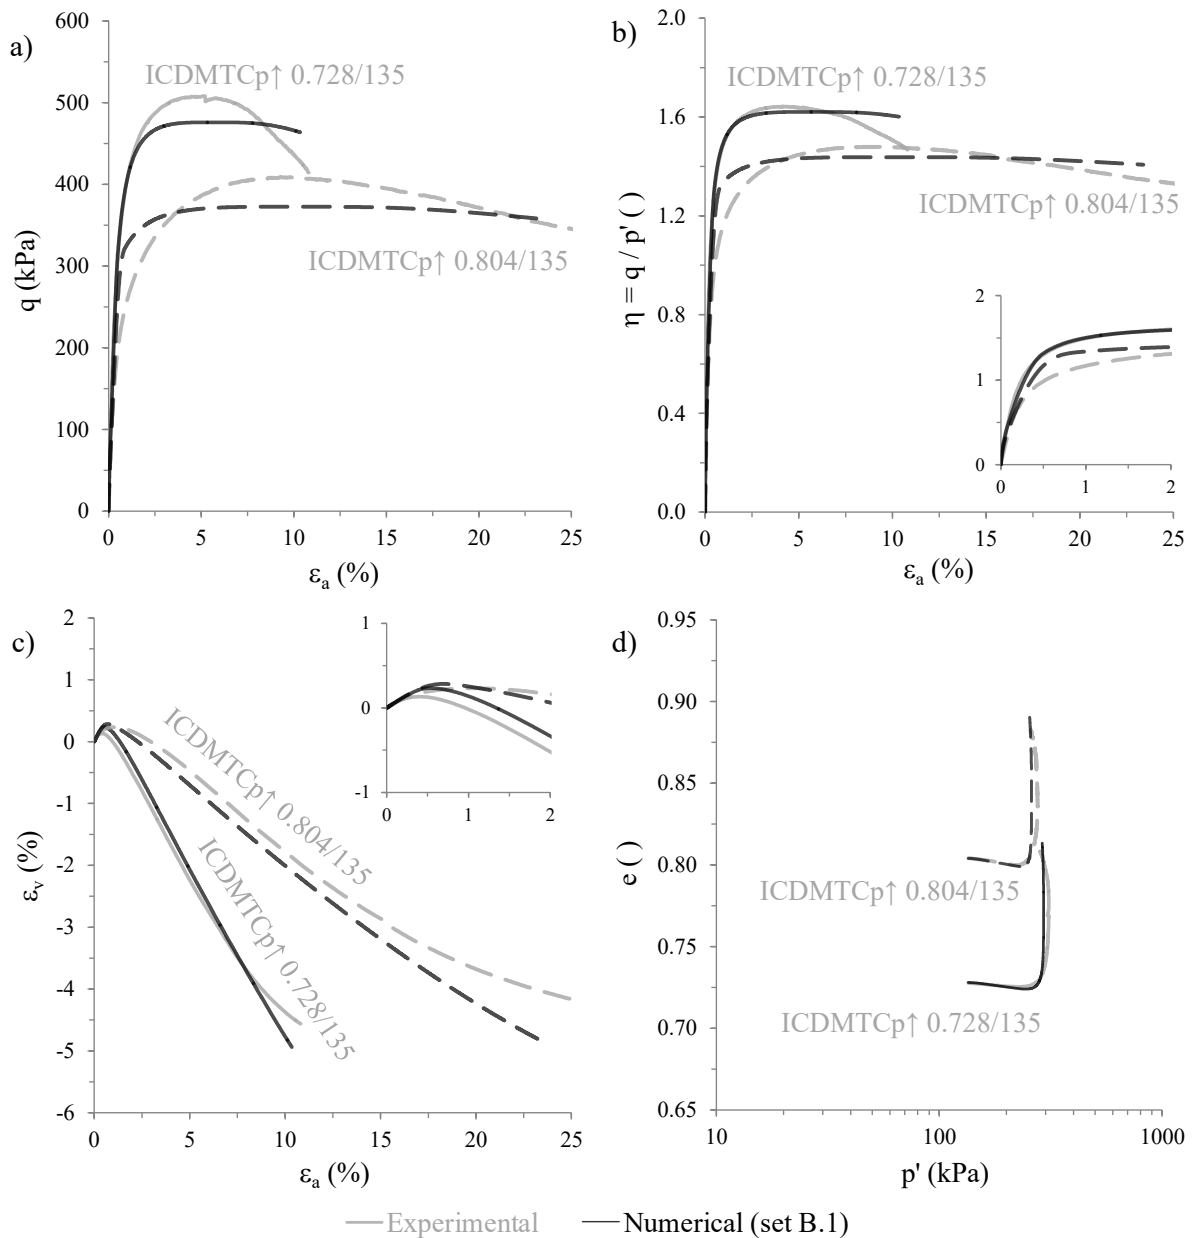 a)
600
500
400
300
200
100
0
q (kPa)
ICDMTCp↑ 0.728/135
ICDMTCp↑ 0.804/135
0 5 10 15 20 25
εa (%)
b)
2.0
1.6
1.2
0.8
0.4
0.0
η = q / p' ( )
ICDMTCp↑ 0.728/135
ICDMTCp↑ 0.804/135
2
1
0
0 1 2
0 5 10 15 20 25
εa (%)
c)
2
1
0
-1
-2
-3
-4
-5
-6
εv (%)
ICDMTCp↑ 0.804/135
ICDMTCp↑ 0.728/135
1
0
-1
0 1 2
0 5 10 15 20 25
εa (%)
d)
0.95
0.90
0.85
0.80
0.75
0.70
0.65
e ( )
ICDMTCp↑ 0.804/135
ICDMTCp↑ 0.728/135
10 100 1000
p' (kPa)
Experimental Numerical (set B.1)